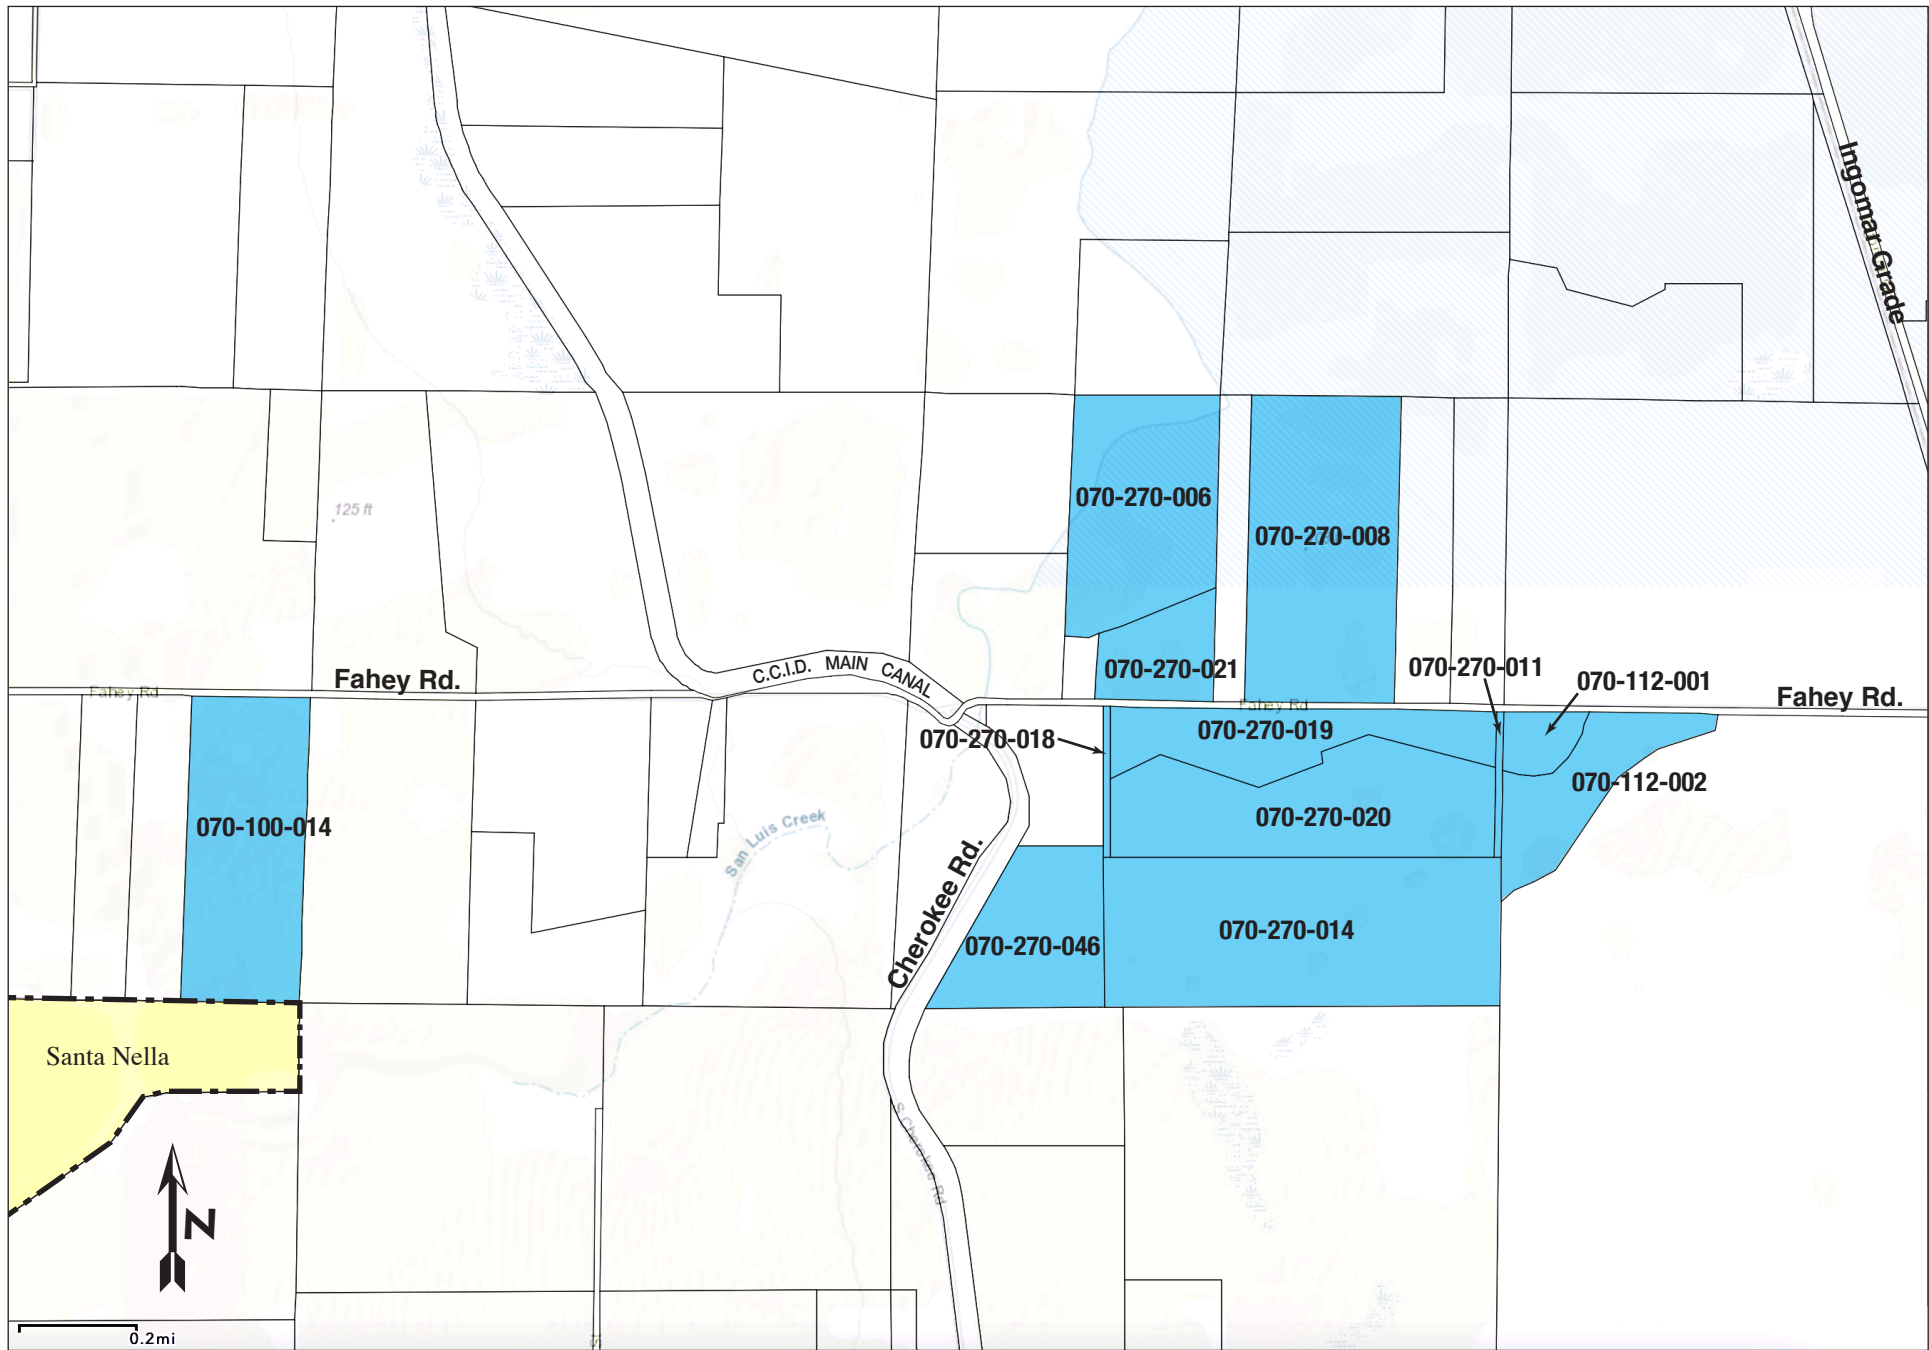 Ingomar Grade
125 ft
070-270-006
070-270-008
Fahey Rd.
Fahey Rd
C.C.I.D. MAIN CANAL
070-270-021
070-270-011
070-112-001
Fahey Rd.
Fahey Rd
070-270-018
070-270-019
070-112-002
070-100-014
San Luis Creek
070-270-020
Cherokee Rd.
070-270-046
070-270-014
Santa Nella
S Cherokee Rd
N
0.2mi